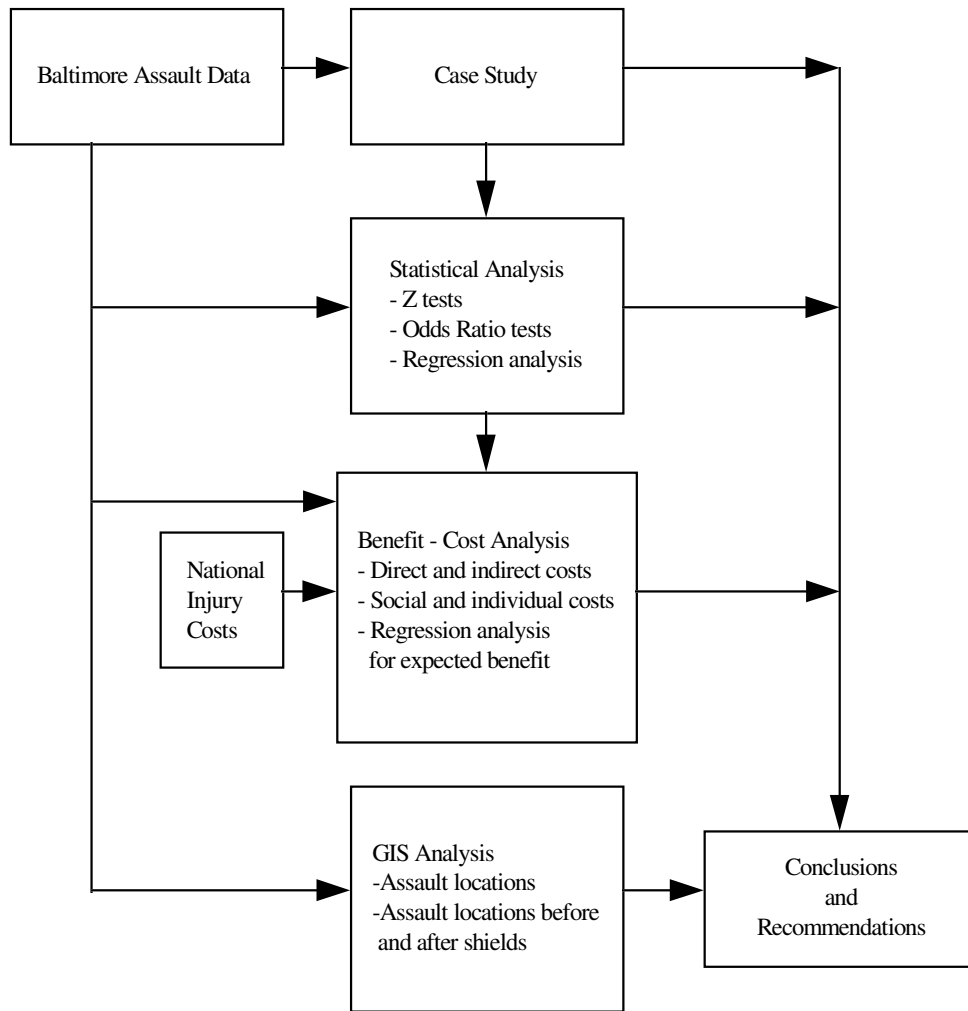 Baltimore Assault Data
Case Study
Statistical Analysis
- Z tests
- Odds Ratio tests
- Regression analysis
National
Injury
Costs
Benefit - Cost Analysis
- Direct and indirect costs
- Social and individual costs
- Regression analysis
for expected benefit
GIS Analysis
-Assault locations
-Assault locations before
and after shields
Conclusions
and
Recommendations